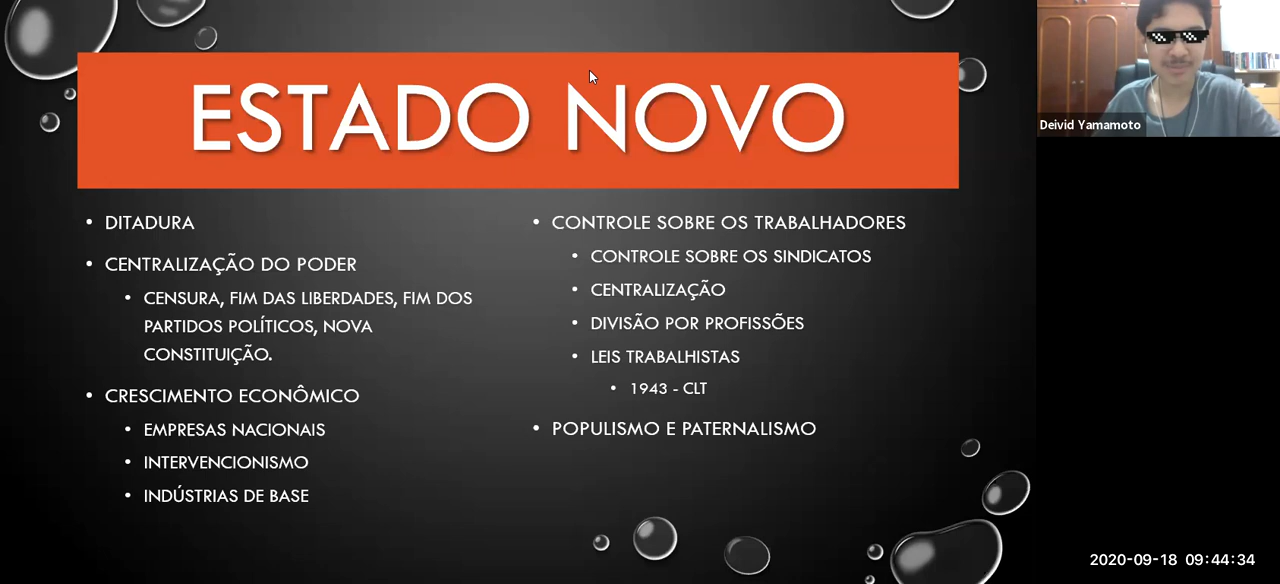 ESTADO NOVO
• DITADURA
• CENTRALIZAÇÃO DO PODER
• CENSURA, FIM DAS LIBERDADES, FIM DOS
PARTIDOS POLÍTICOS, NOVA
CONSTITUIÇÃO.
• CRESCIMENTO ECONÔMICO
• EMPRESAS NACIONAIS
• INTERVENCIONISMO
• INDÚSTRIAS DE BASE
• CONTROLE SOBRE OS TRABALHADORES
• CONTROLE SOBRE OS SINDICATOS
• CENTRALIZAÇÃO
• DIVISÃO POR PROFISSÕES
• LEIS TRABALHISTAS
• 1943 - CLT
• POPULISMO E PATERNALISMO
Deivid Yamamoto
2020-09-18 09:44:34